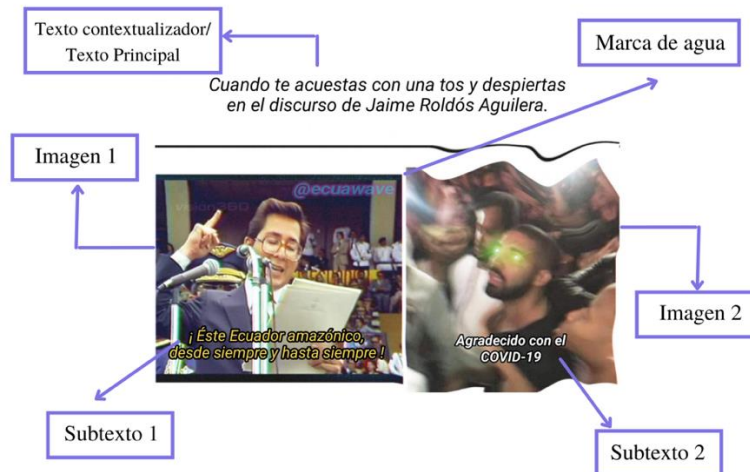 Texto contextualizador/
Texto Principal
Marca de agua
Cuando te acuestas con una tos y despiertas
en el discurso de Jaime Roldós Aguilera.
Imagen 1
@ecuawave
vision360
¡ Éste Ecuador amazónico,
desde siempre y hasta siempre !
Agradecido con el
COVID-19
Imagen 2
Subtexto 1
Subtexto 2